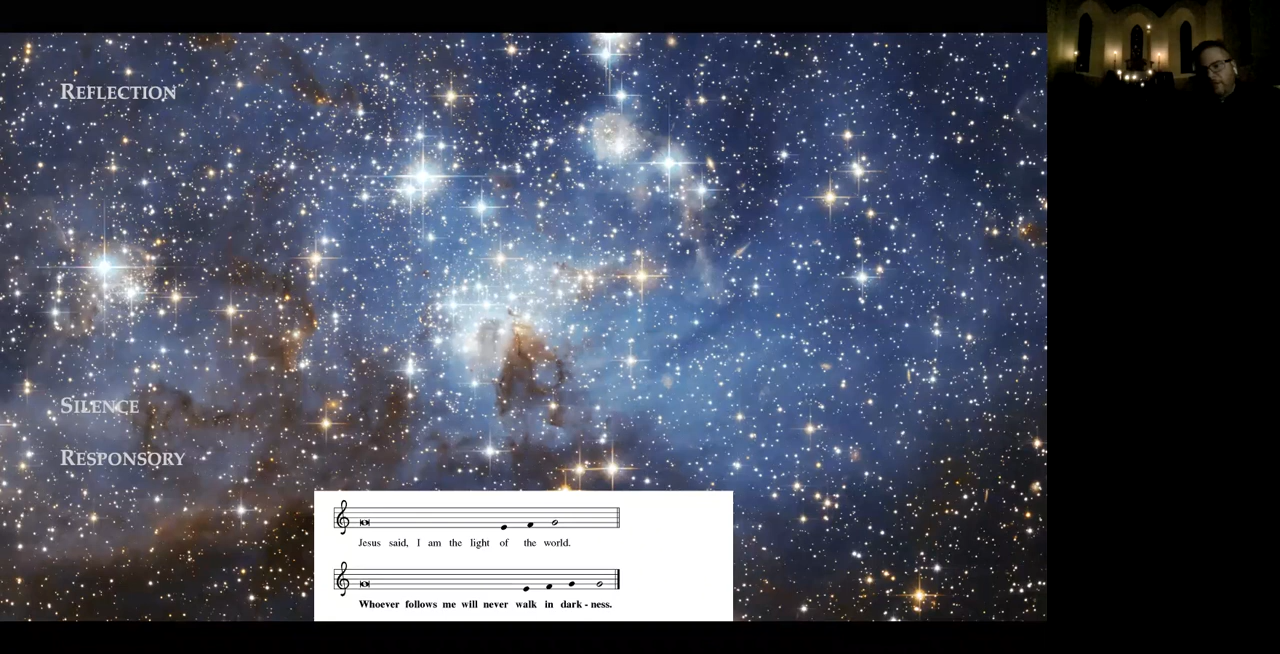 REFLECTION
SILENCE
RESPONSORY
Jesus said, I am the light of the world.
Whoever follows me will never walk in dark - ness.